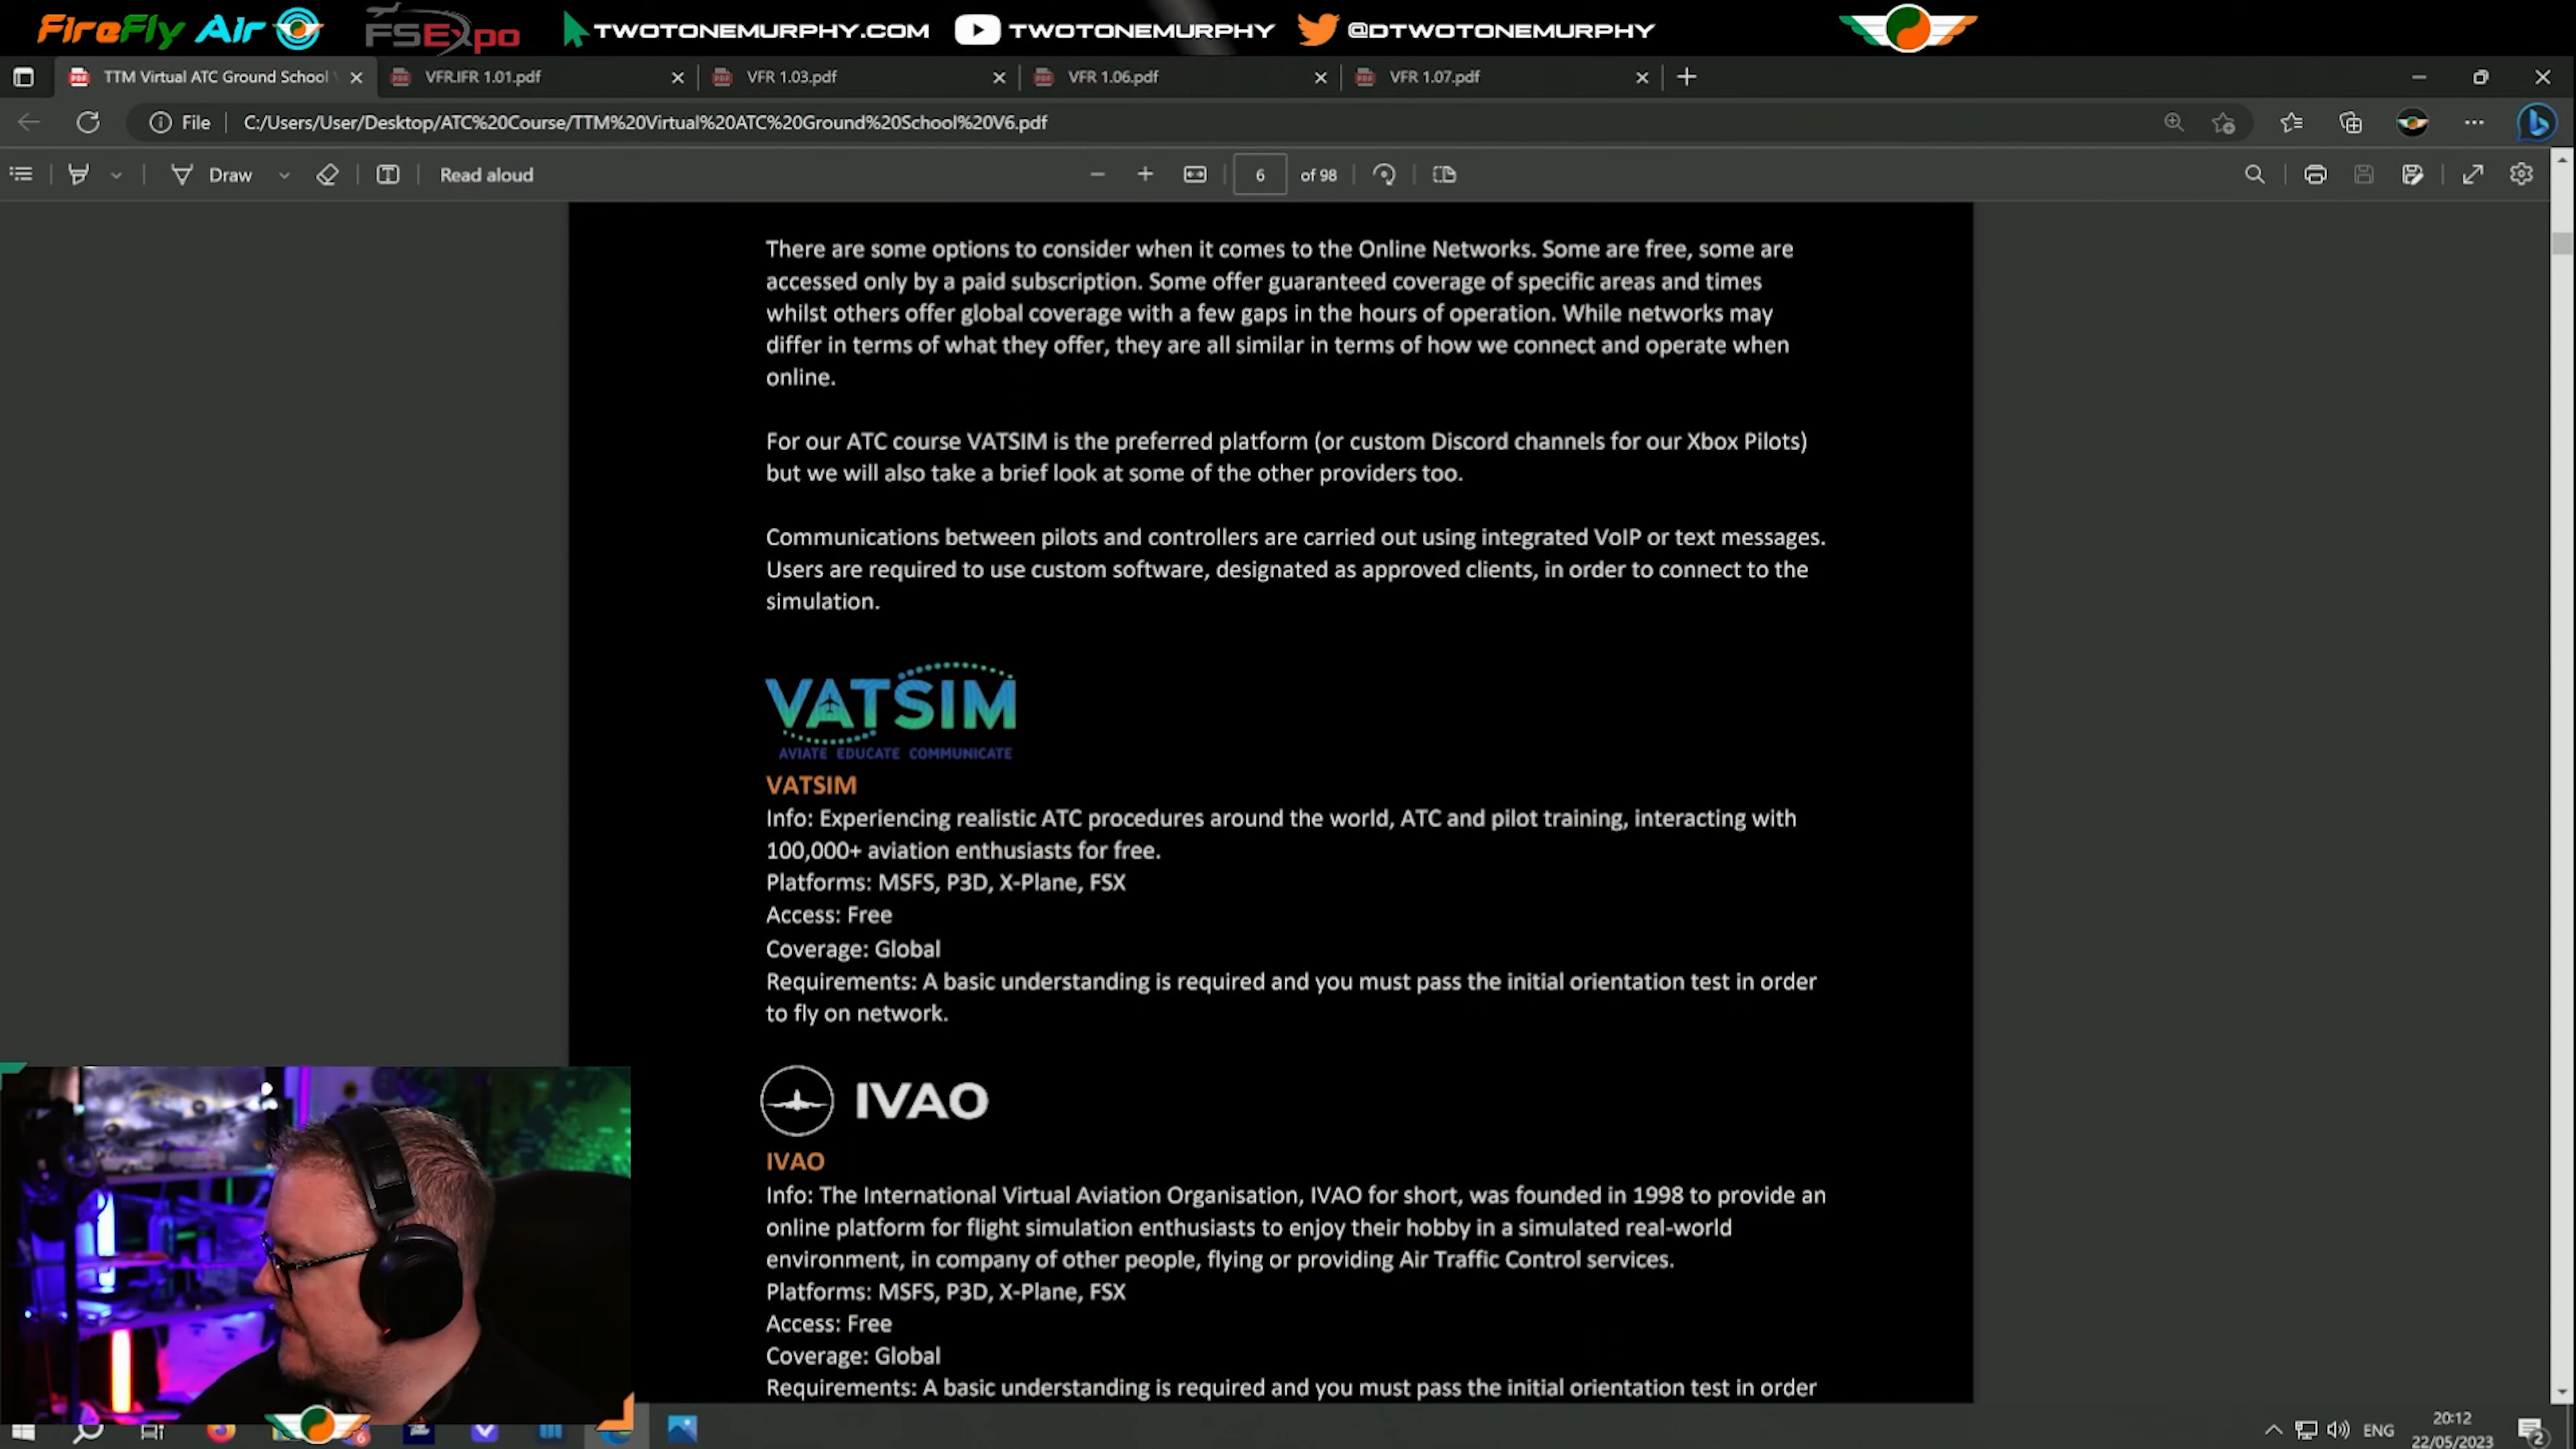 FireFly Air FSExpo TWOTONEMURPHY.COM TWOTONEMURPHY @DTWOTONEMURPHY
TTM Virtual ATC Ground School VFR.IFR 1.01.pdf VFR 1.03.pdf VFR 1.06.pdf VFR 1.07.pdf
File C:/Users/User/Desktop/ATC%20Course/TTM%20Virtual%20ATC%20Ground%20School%20V6.pdf
Draw Read aloud 6 of 98
There are some options to consider when it comes to the Online Networks. Some are free, some are
accessed only by a paid subscription. Some offer guaranteed coverage of specific areas and times
whilst others offer global coverage with a few gaps in the hours of operation. While networks may
differ in terms of what they offer, they are all similar in terms of how we connect and operate when
online.
For our ATC course VATSIM is the preferred platform (or custom Discord channels for our Xbox Pilots)
but we will also take a brief look at some of the other providers too.
Communications between pilots and controllers are carried out using integrated VoIP or text messages.
Users are required to use custom software, designated as approved clients, in order to connect to the
simulation.
VATSIM
AVIATE EDUCATE COMMUNICATE
VATSIM
Info: Experiencing realistic ATC procedures around the world, ATC and pilot training, interacting with
100,000+ aviation enthusiasts for free.
Platforms: MSFS, P3D, X-Plane, FSX
Access: Free
Coverage: Global
Requirements: A basic understanding is required and you must pass the initial orientation test in order
to fly on network.
IVAO
IVAO
Info: The International Virtual Aviation Organisation, IVAO for short, was founded in 1998 to provide an
online platform for flight simulation enthusiasts to enjoy their hobby in a simulated real-world
environment, in company of other people, flying or providing Air Traffic Control services.
Platforms: MSFS, P3D, X-Plane, FSX
Access: Free
Coverage: Global
Requirements: A basic understanding is required and you must pass the initial orientation test in order
ENG
20:12
22/05/2023
2